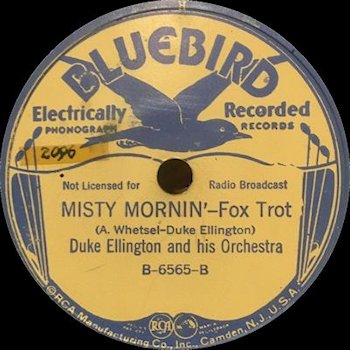 BLUEBIRD
Electrically Recorded
PHONOGRAPH RECORDS
2096
Not Licensed for Radio Broadcast
MISTY MORNIN'-Fox Trot
(A. Whetsel-Duke Ellington)
Duke Ellington and his Orchestra
B-6565-B
RCA
©RCA Manufacturing Co., Inc., Camden, N.J., U.S.A.